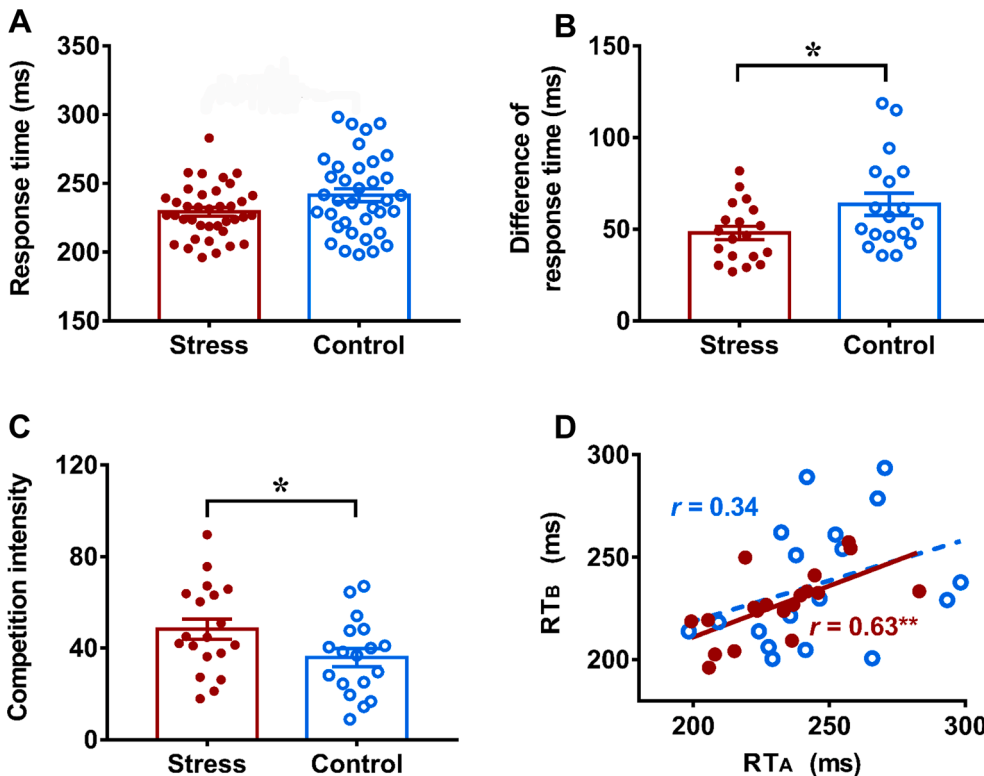 A
Response time (ms)
350
300
250
200
150
Stress
Control
B
Difference of
response time (ms)
150
100
50
0
*
Stress
Control
C
Competition intensity
120
80
40
0
*
Stress
Control
D
RTB (ms)
300
250
200
r = 0.34
r = 0.63**
200
250
300
RTA (ms)